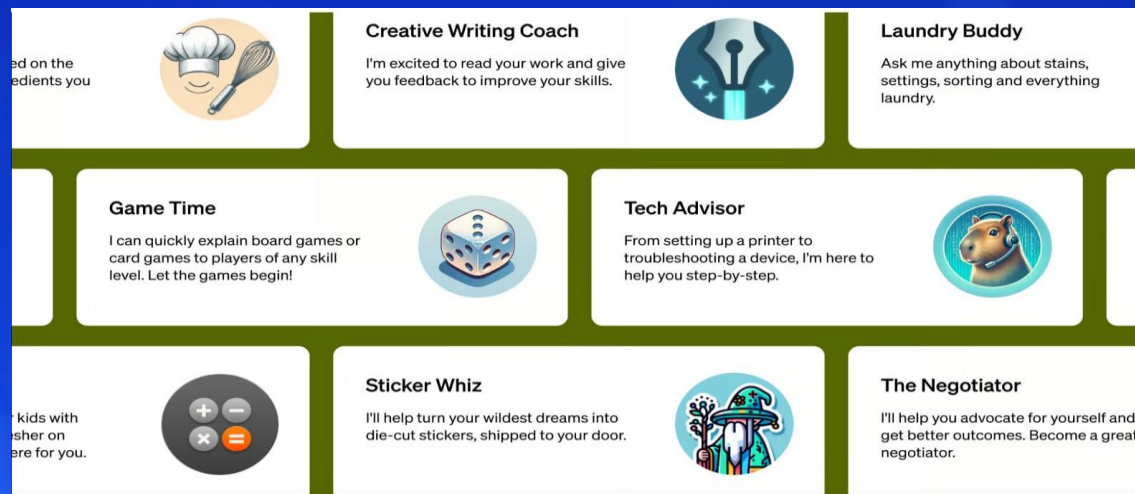 ed on the
edients you
Creative Writing Coach
I'm excited to read your work and give
you feedback to improve your skills.
Laundry Buddy
Ask me anything about stains,
settings, sorting and everything
laundry.
Game Time
I can quickly explain board games or
card games to players of any skill
level. Let the games begin!
Tech Advisor
From setting up a printer to
troubleshooting a device, I'm here to
help you step-by-step.
kids with
sher on
ere for you.
Sticker Whiz
I'll help turn your wildest dreams into
die-cut stickers, shipped to your door.
The Negotiator
I'll help you advocate for yourself and
get better outcomes. Become a great
negotiator.